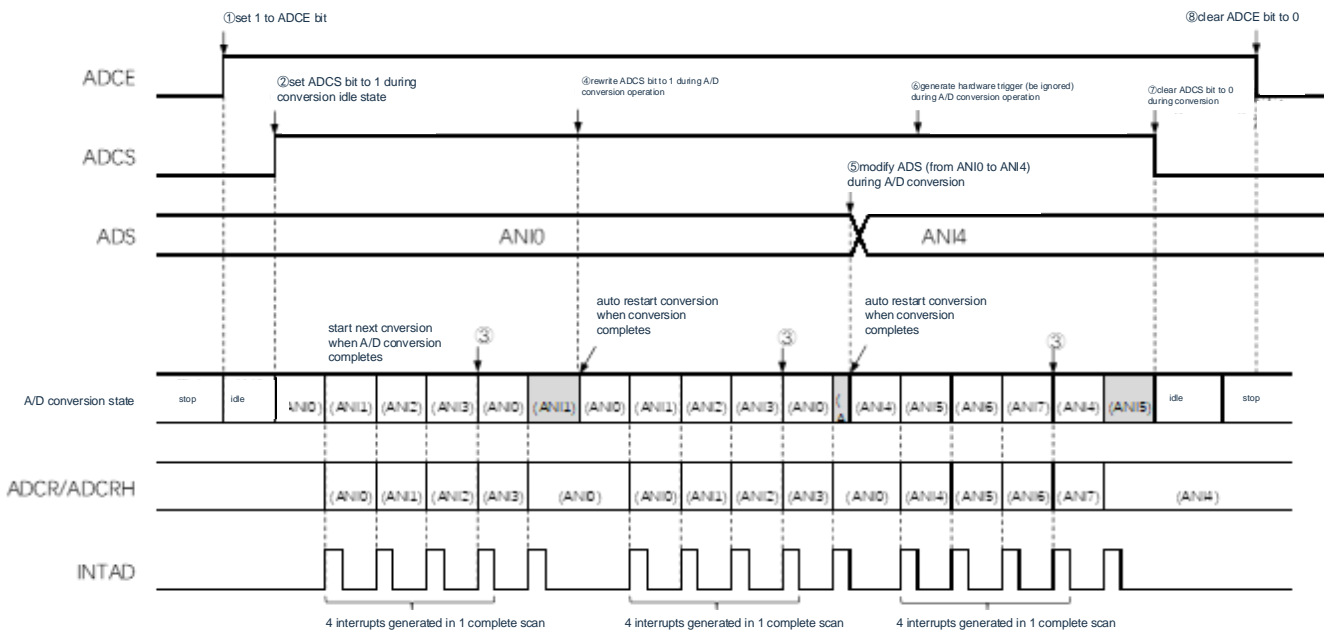 ①set 1 to ADCE bit
⑧clear ADCE bit to 0
ADCE
②set ADCS bit to 1 during
conversion idle state
④rewrite ADCS bit to 1 during A/D
conversion operation
⑥generate hardware trigger (be ignored)
during A/D conversion operation
⑦clear ADCS bit to 0
during conversion
ADCS
⑤modify ADS (from ANI0 to ANI4)
during A/D conversion
ADS
ANI0
ANI4
auto restart conversion
when conversion
completes
auto restart conversion
when conversion
completes
start next cnversion
when A/D conversion
completes
③
③
③
A/D conversion state
stop
idle
ANI0)
(ANI1)
(ANI2)
(ANI3)
(ANI0)
(ANI1)
(ANI0)
(ANI1)
(ANI2)
(ANI3)
(ANI0)
(ANI4)
(ANI5)
(ANI6)
(ANI7)
(ANI4)
(ANI5)
idle
stop
ADCR/ADCRH
(ANI0)
(ANI1)
(ANI2)
(ANI3)
(ANI0)
(ANI0)
(ANI1)
(ANI2)
(ANI3)
(ANI0)
(ANI4)
(ANI5)
(ANI6)
(ANI7)
(ANI4)
INTAD
4 interrupts generated in 1 complete scan
4 interrupts generated in 1 complete scan
4 interrupts generated in 1 complete scan